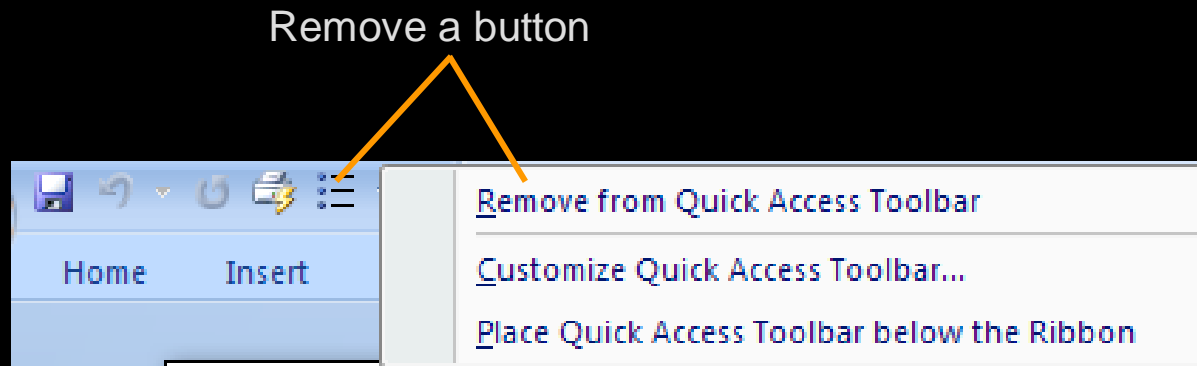 Remove a button
Remove from Quick Access Toolbar
Home Insert
Customize Quick Access Toolbar...
Place Quick Access Toolbar below the Ribbon